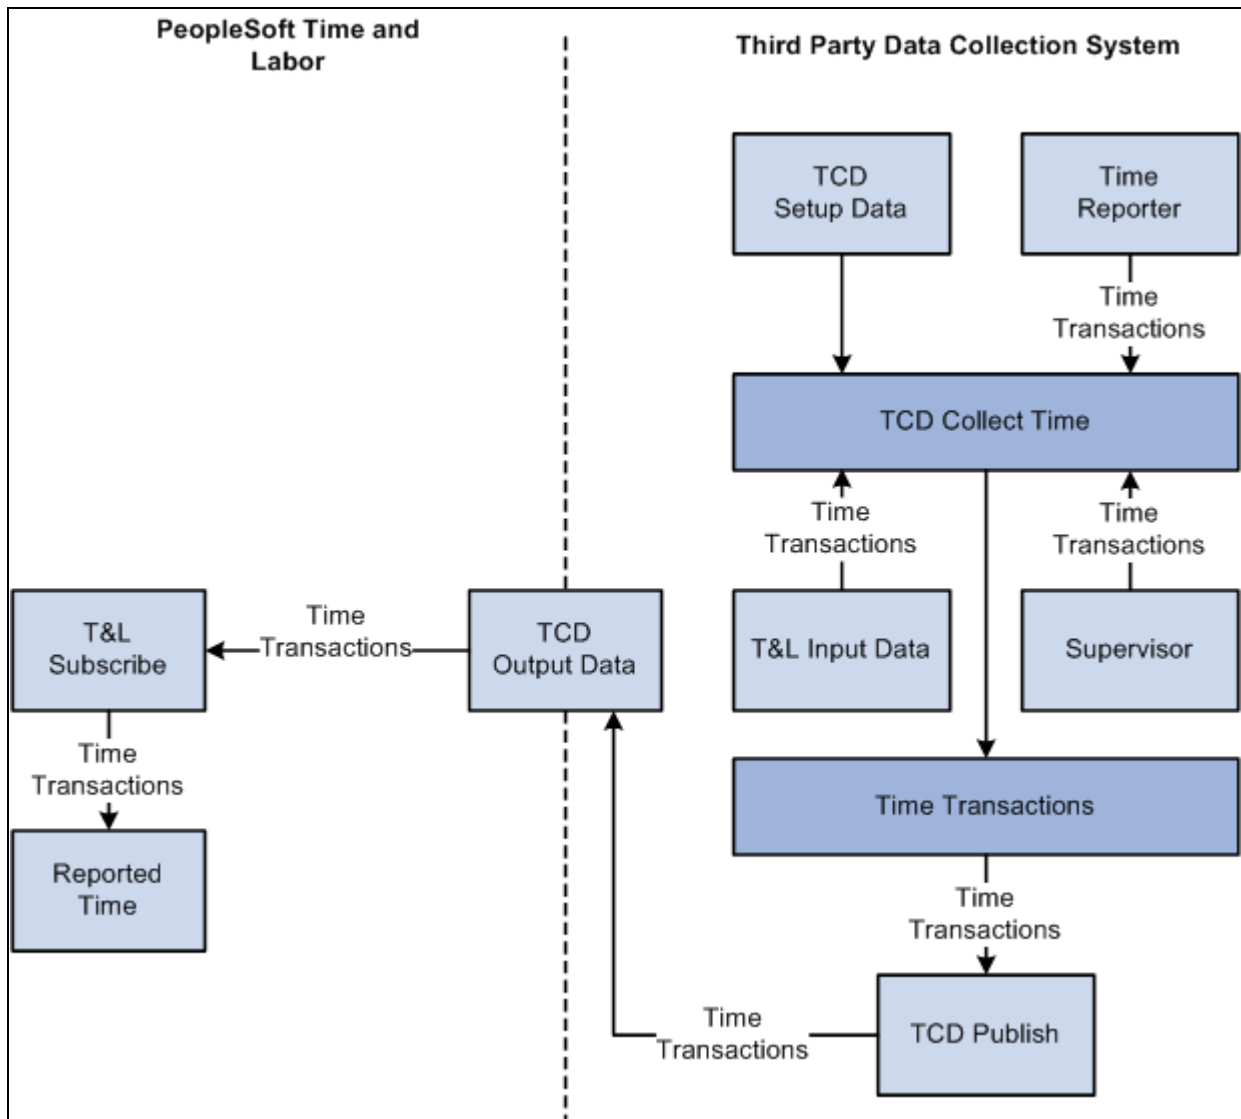 PeopleSoft Time and
Labor
Third Party Data Collection System
TCD
Setup Data
Time
Reporter
Time
Transactions
TCD Collect Time
Time
Transactions
Time
Transactions
T&L
Subscribe
Time
Transactions
TCD
Output Data
T&L Input Data
Supervisor
Time
Transactions
Time Transactions
Reported
Time
Time
Transactions
Time
Transactions
TCD Publish